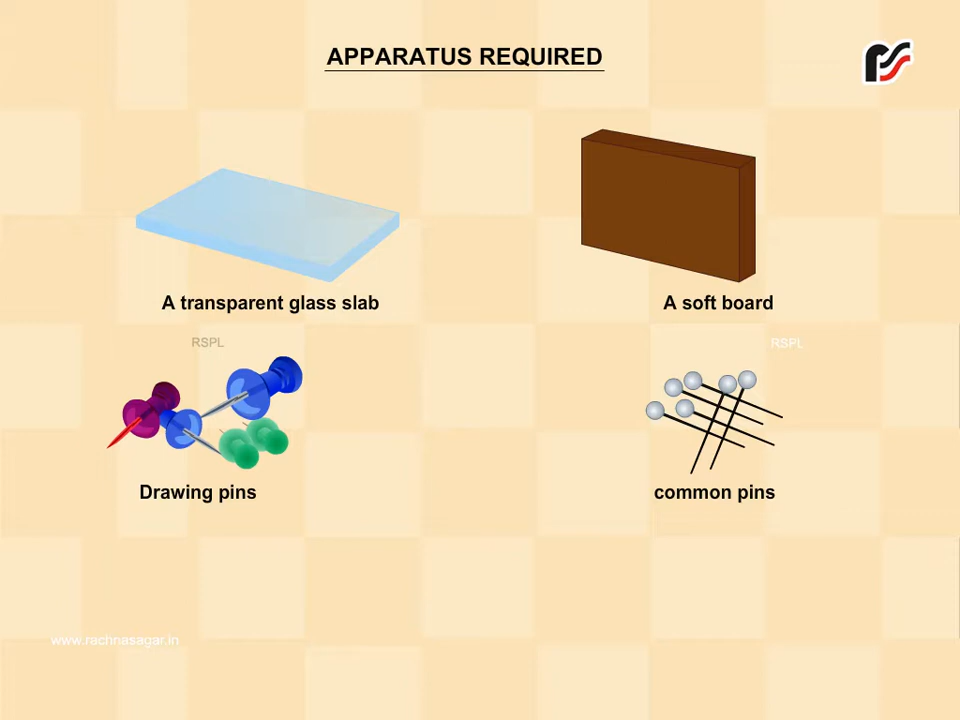 APPARATUS REQUIRED
A transparent glass slab
A soft board
RSPL
RSPL
Drawing pins
common pins
www.rachnasagar.in